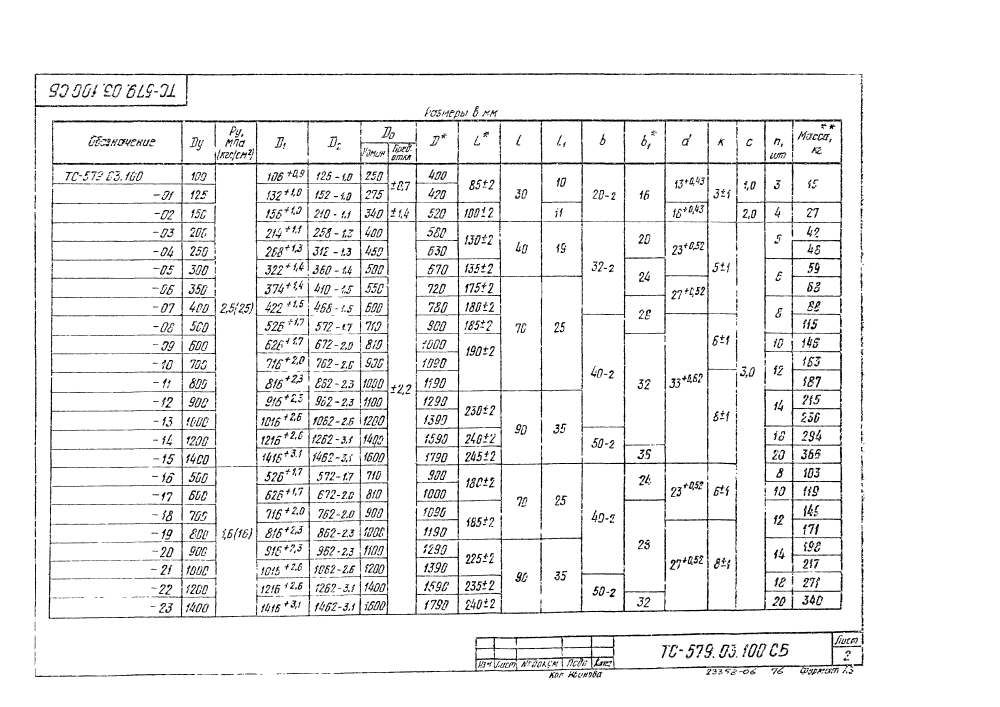 ТС-579.03.100 СБ
Размеры в мм
Обозначение Dy Py, мпа (кгс/см²) D₁ D₂ D₀ D* L* l l₁ b b₁* d к c n, шт Масса,** кг
Номин Пред откл
ТС-579.03.100 100 2,5(25) 106+0,9 125-1,0 250 ±0,7 400 85±2 30 10 20-2 16 13+0,43 3±1 1,0 3 15
-01 125 132+1,0 152-1,0 275 420
-02 150 156+1,0 210-1,1 340 ±1,4 520 100±2 11 16+0,43 2,0 4 27
-03 200 214+1,1 258-1,3 400 ±2,2 580 130±2 40 19 32-2 20 23+0,52 5±1 3,0 5 42
-04 250 268+1,3 312-1,3 450 630 48
-05 300 322+1,4 360-1,4 500 670 135±2 24 6 59
-06 350 374+1,4 410-1,5 550 720 175±2 70 25 27+0,52 68
-07 400 422+1,5 468-1,5 600 780 180±2 28 8 88
-08 500 526+1,7 572-1,7 710 900 185±2 40-2 33+0,62 6±1 115
-09 600 626+1,7 672-2,0 810 1000 190±2 32 10 146
-10 700 716+2,0 762-2,0 900 1090 8±1 12 163
-11 800 816+2,3 862-2,3 1000 1190 187
-12 900 916+2,3 962-2,3 1100 1290 230±2 90 35 14 215
-13 1000 1016+2,6 1062-2,6 1200 1390 236
-14 1200 1216+2,6 1262-3,1 1400 1590 240±2 50-2 18 294
-15 1400 1416+3,1 1462-3,1 1600 1790 245±2 36 20 366
-16 500 1,6(16) 526+1,7 572-1,7 710 900 180±2 70 25 40-2 24 23+0,52 6±1 8 103
-17 600 626+1,7 672-2,0 810 1000 10 119
-18 700 716+2,0 762-2,0 900 1090 185±2 28 12 145
-19 800 816+2,3 862-2,3 1000 1190 27+0,52 8±1 171
-20 900 916+2,3 962-2,3 1100 1290 225±2 90 35 14 198
-21 1000 1016+2,6 1062-2,6 1200 1390 217
-22 1200 1216+2,6 1262-3,1 1400 1590 235±2 50-2 18 271
-23 1400 1416+3,1 1462-3,1 1600 1790 240±2 32 20 340
Изм Лист № докум Подп Дата
ТС-579.03.100 СБ
Лист
2
Коп
23352-06 76 Формат А3